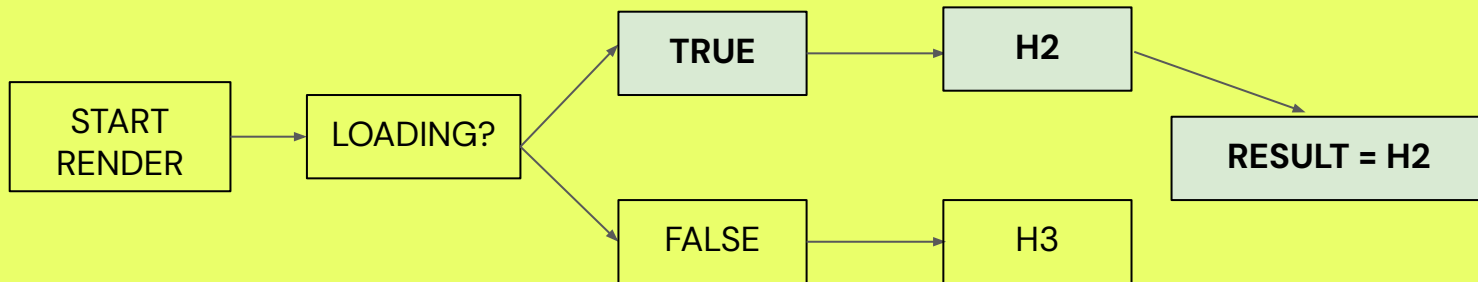 START
RENDER
LOADING?
TRUE
H2
RESULT = H2
FALSE
H3